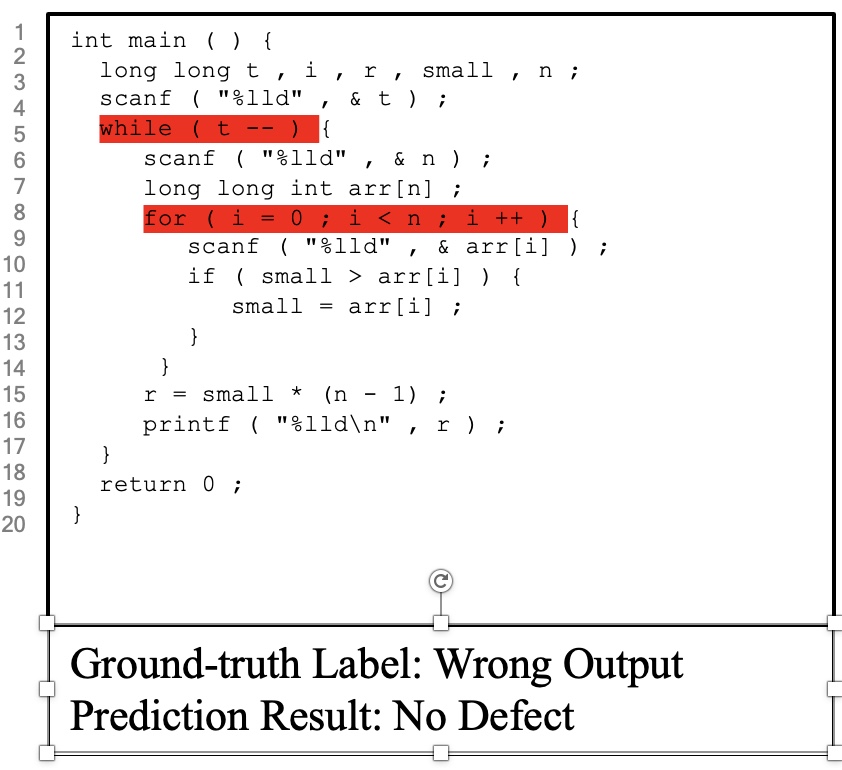 1 int main ( ) {
2 long long t , i , r , small , n ;
3 scanf ( "%lld" , & t ) ;
4 while ( t -- ) {
5 scanf ( "%lld" , & n ) ;
6 long long int arr[n] ;
7 for ( i = 0 ; i < n ; i ++ ) {
8 scanf ( "%lld" , & arr[i] ) ;
9 if ( small > arr[i] ) {
10 small = arr[i] ;
11 }
12 }
13 r = small * (n - 1) ;
14 printf ( "%lld\n" , r ) ;
15 }
16 return 0 ;
17 }
18
19
20
Ground-truth Label: Wrong Output
Prediction Result: No Defect